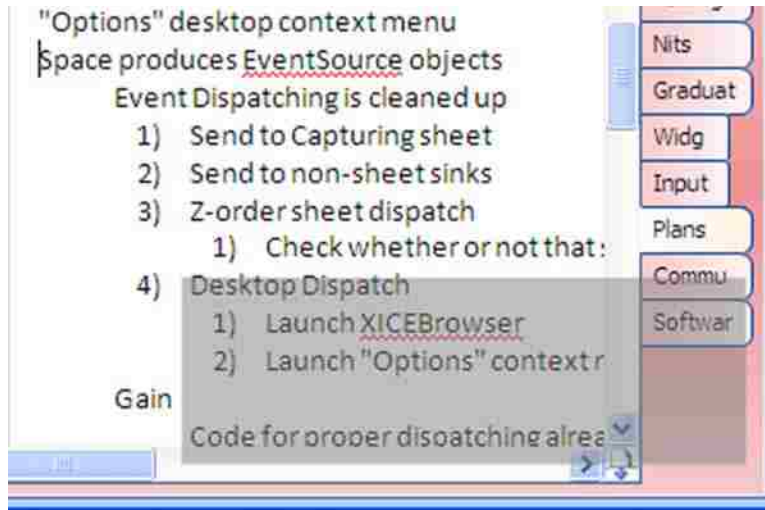 "Options" desktop context menu
Space produces EventSource objects
Event Dispatching is cleaned up
1) Send to Capturing sheet
2) Send to non-sheet sinks
3) Z-order sheet dispatch
1) Check whether or not that
4) Desktop Dispatch
1) Launch XICEBrowser
2) Launch "Options" context
Gain
Code for proper dispatching alrea
Nits
Graduat
Widg
Input
Plans
Commu
Softwar